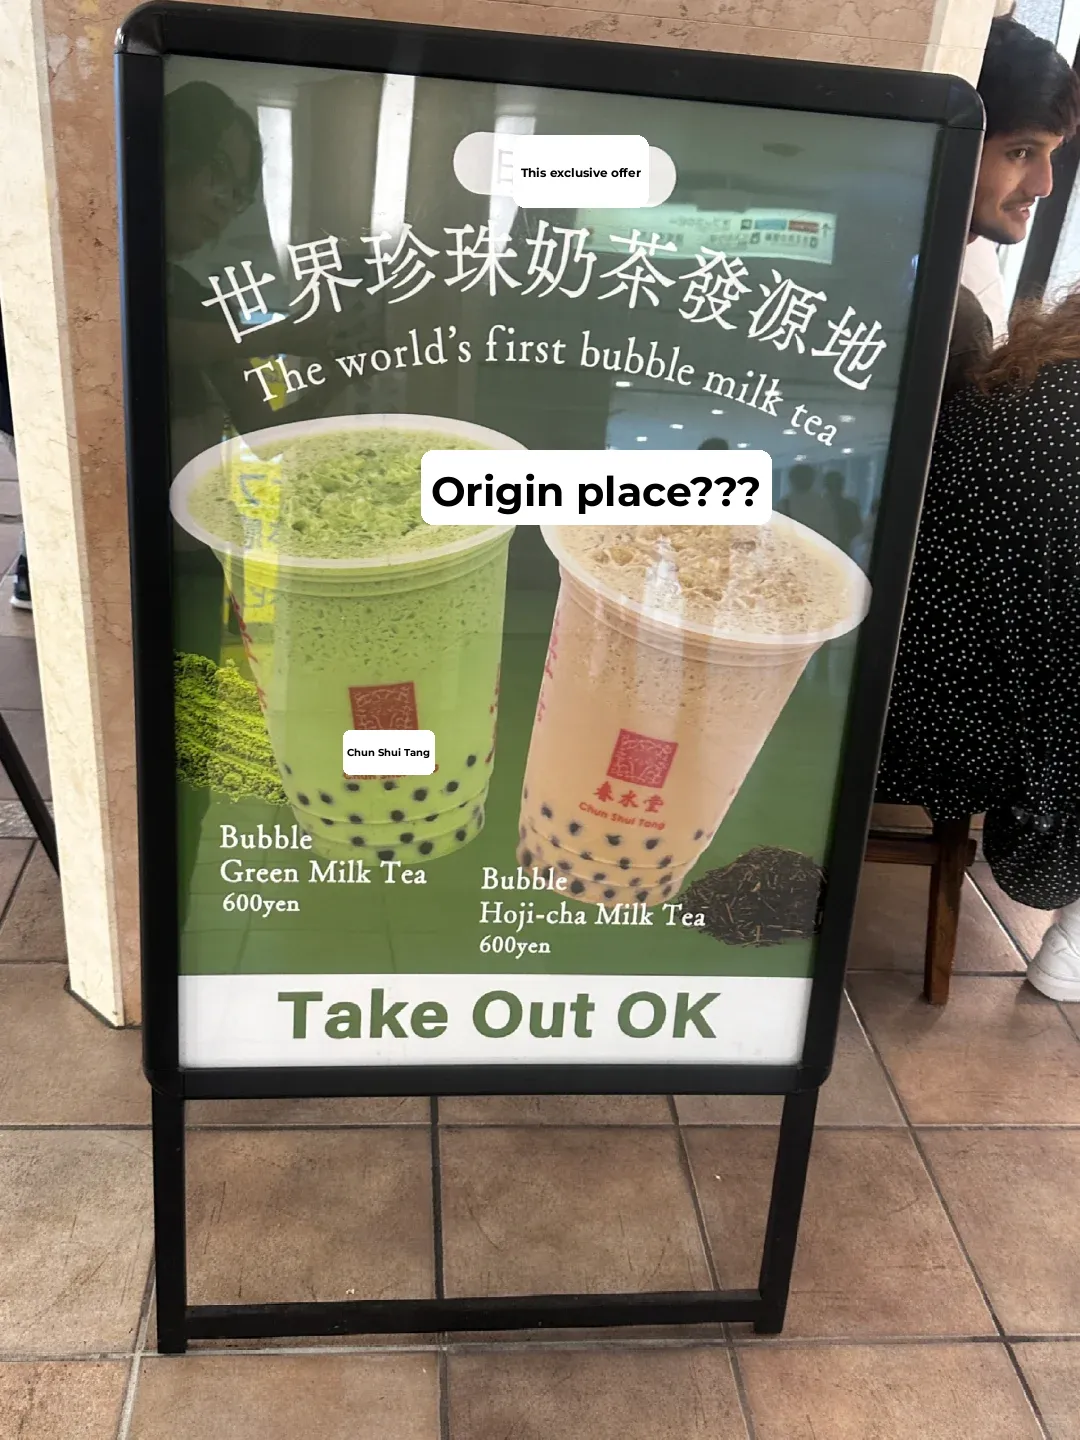 This exclusive offer
世界珍珠奶茶發源地
The world's first bubble milk tea
Origin place???
Chun Shui Tang
春水堂
Chun Shui Tang
Bubble
Green Milk Tea
600yen
Bubble
Hoji-cha Milk Tea
600yen
Take Out OK